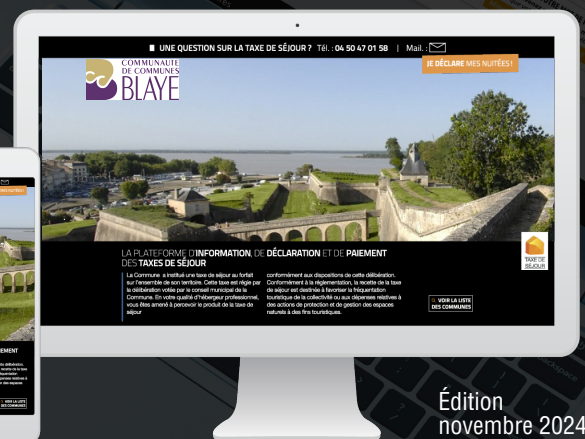 UNE QUESTION SUR LA TAXE DE SÉJOUR ? Tél. : 04 50 47 01 58 | Mail. :
JE DÉCLARE MES NUITÉES !
COMMUNAUTÉ
DE COMMUNES
BLAYE
LA PLATEFORME D'INFORMATION, DE DÉCLARATION ET DE PAIEMENT
DES TAXES DE SÉJOUR
La Commune a institué une taxe de séjour au forfait
sur l'ensemble de son territoire. Cette taxe est régie par
la délibération votée par le conseil municipal de la
Commune. En votre qualité d'hébergeur professionnel,
vous êtes amené à percevoir le produit de la taxe de
séjour
conformément aux dispositions de cette délibération.
Conformément à la réglementation, la recette de la taxe
de séjour est destinée à favoriser la fréquentation
touristique de la collectivité ou aux dépenses relatives à
des actions de protection et de gestion des espaces
naturels à des fins touristiques.
VOIR LA LISTE
DES COMMUNES
TAXE DE
SÉJOUR
IEMENT
VOIR LA LISTE
DES COMMUNES
Édition
novembre 2024